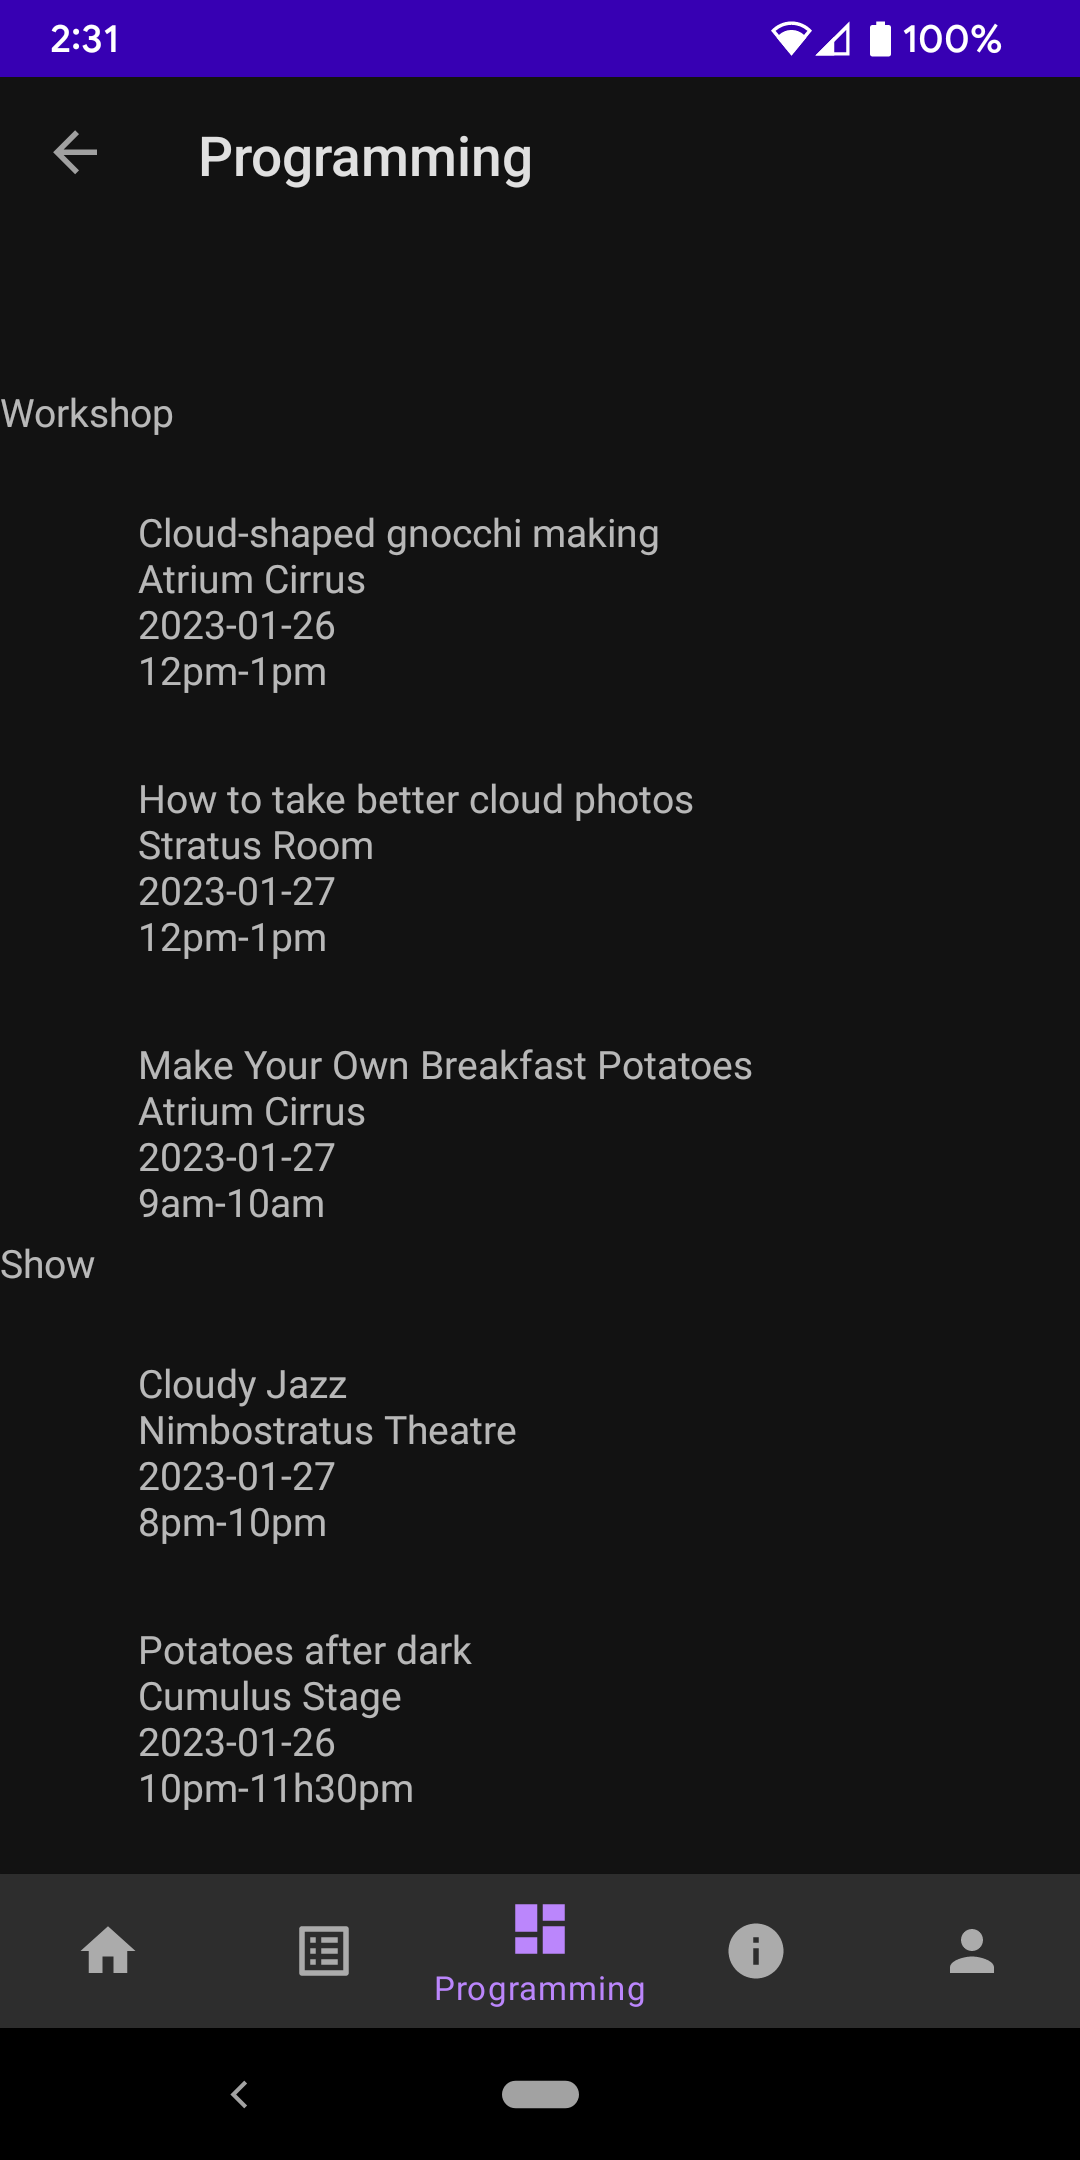 2:31
100%
Programming
Workshop
Cloud-shaped gnocchi making
Atrium Cirrus
2023-01-26
12pm-1pm
How to take better cloud photos
Stratus Room
2023-01-27
12pm-1pm
Make Your Own Breakfast Potatoes
Atrium Cirrus
2023-01-27
9am-10am
Show
Cloudy Jazz
Nimbostratus Theatre
2023-01-27
8pm-10pm
Potatoes after dark
Cumulus Stage
2023-01-26
10pm-11h30pm
Programming